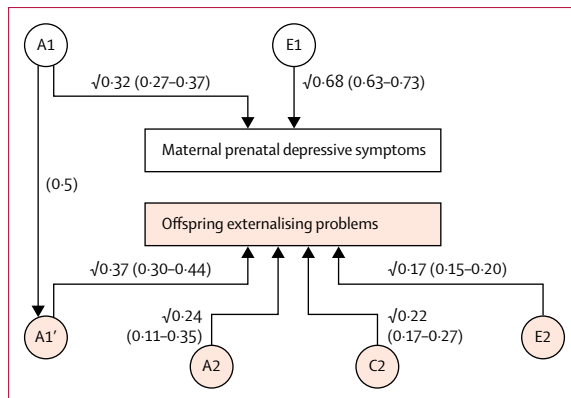 A1
E1
√0·32 (0·27–0·37)
√0·68 (0·63–0·73)
Maternal prenatal depressive symptoms
(0·5)
Offspring externalising problems
√0·37 (0·30–0·44)
√0·17 (0·15–0·20)
√0·24
(0·11–0·35)
√0·22
(0·17–0·27)
A1′
A2
C2
E2